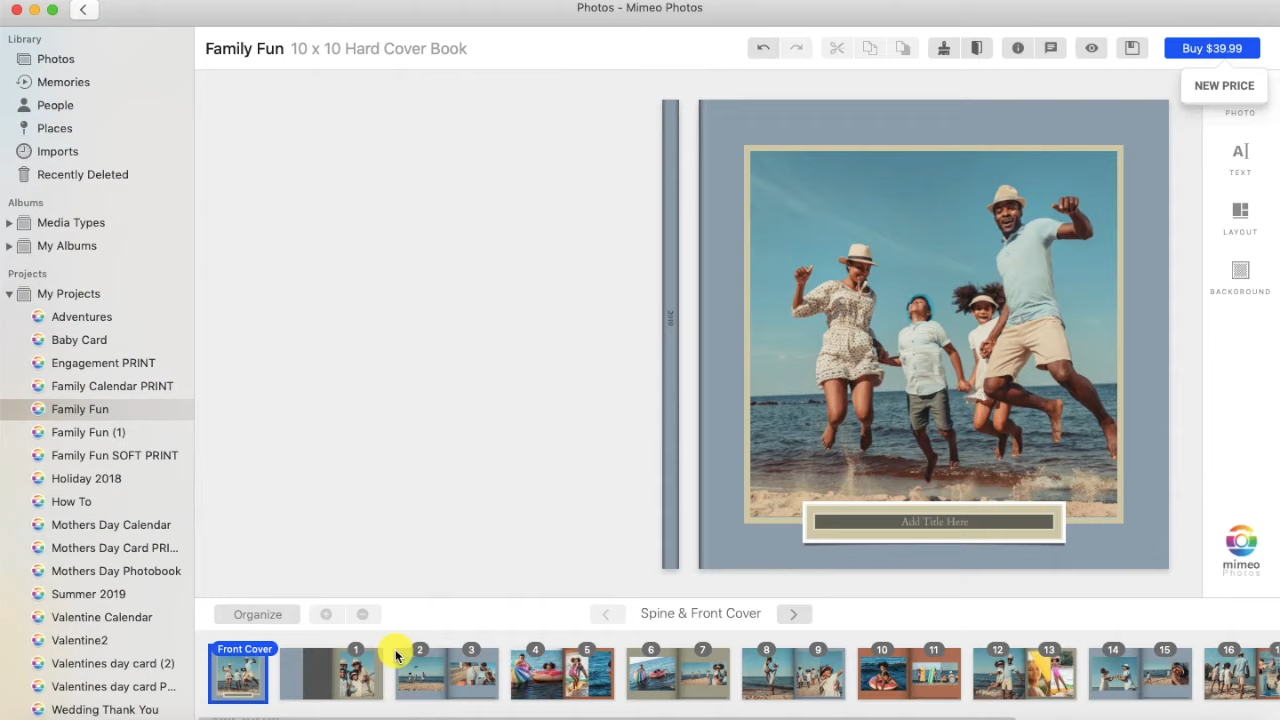 Photos - Mimeo Photos
Library
Photos
Memories
People
Places
Imports
Recently Deleted
Albums
Media Types
My Albums
Projects
My Projects
Adventures
Baby Card
Engagement PRINT
Family Calendar PRINT
Family Fun
Family Fun (1)
Family Fun SOFT PRINT
Holiday 2018
How To
Mothers Day Calendar
Mothers Day Card PRI...
Mothers Day Photobook
Summer 2019
Valentine Calendar
Valentine2
Valentines day card (2)
Valentines day card P...
Wedding Thank You
Family Fun 10 x 10 Hard Cover Book
Buy $39.99
NEW PRICE
PHOTO
A
TEXT
LAYOUT
BACKGROUND
mimeo
Photos
2019
Add Title Here
Organize
Spine & Front Cover
Front Cover
1
2
3
4
5
6
7
8
9
10
11
12
13
14
15
16